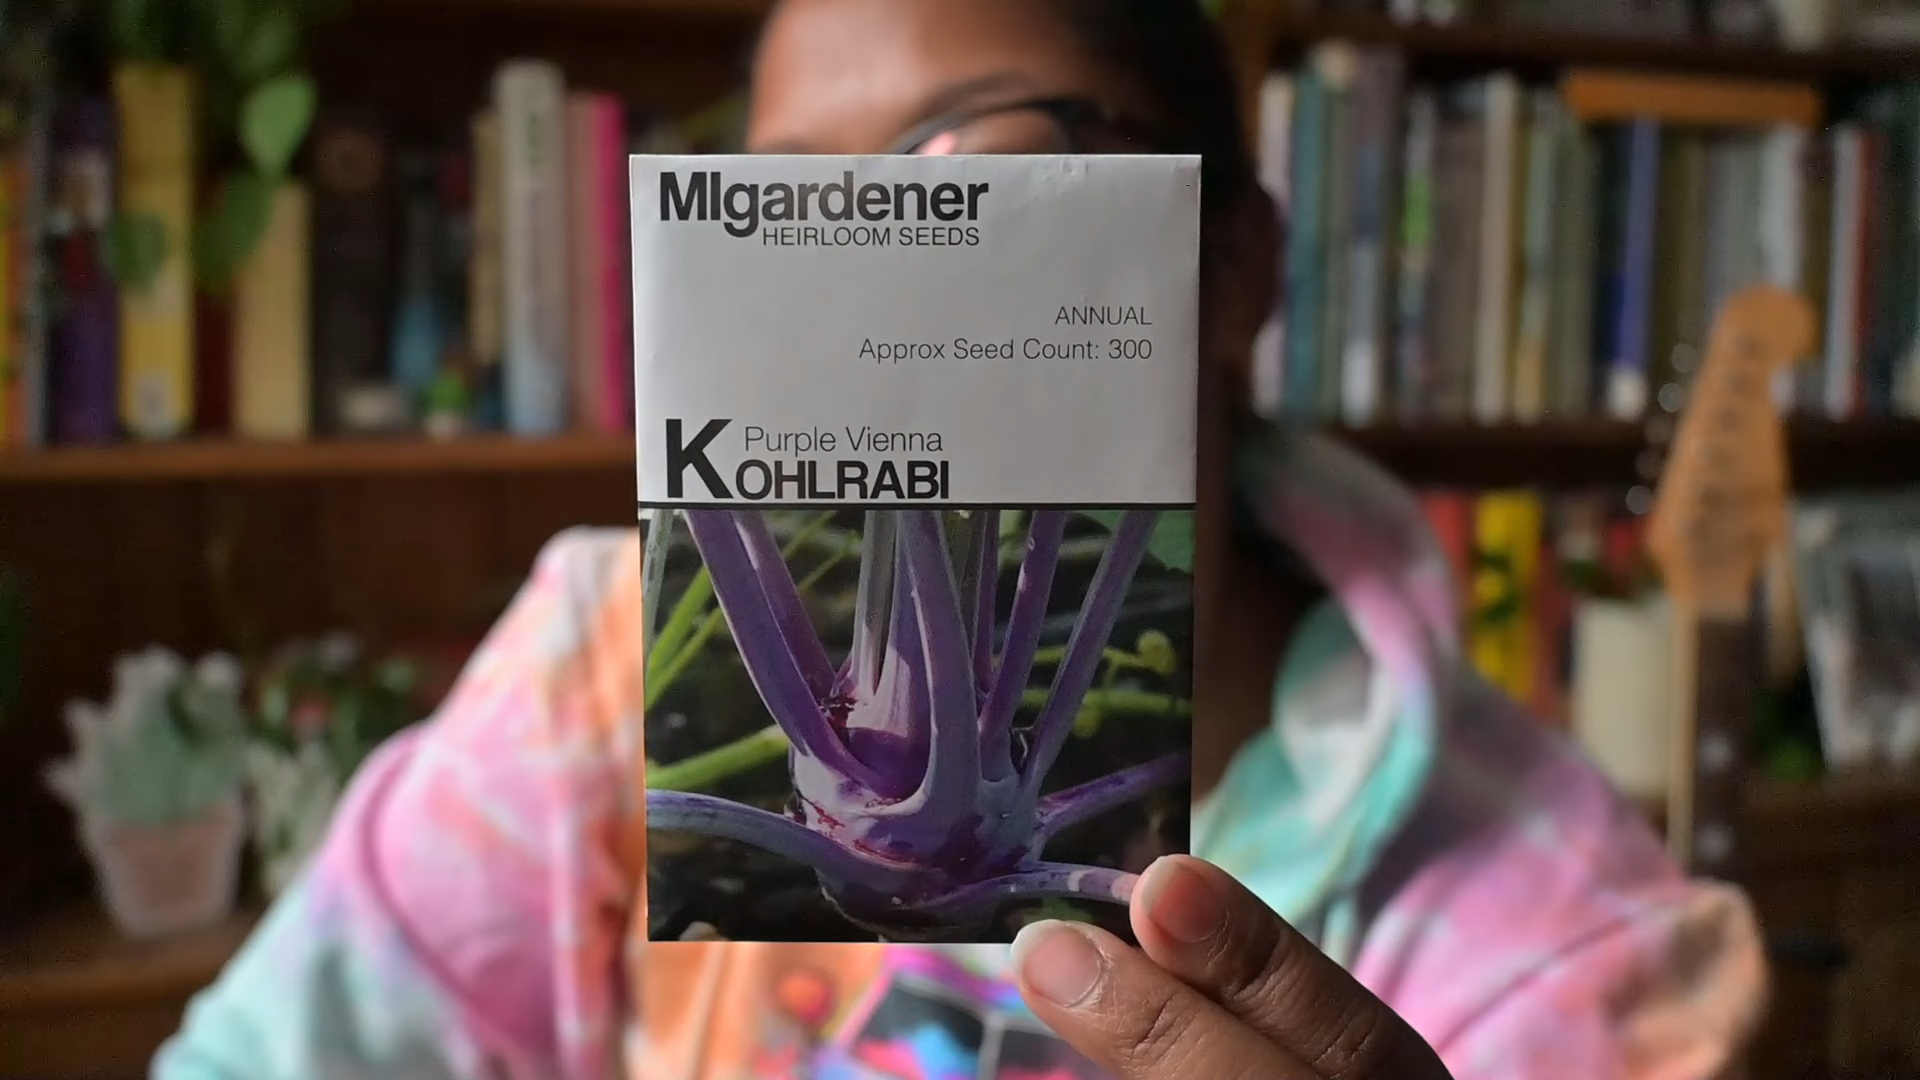 MIgardener
HEIRLOOM SEEDS
ANNUAL
Approx Seed Count: 300
Purple Vienna
KOHLRABI